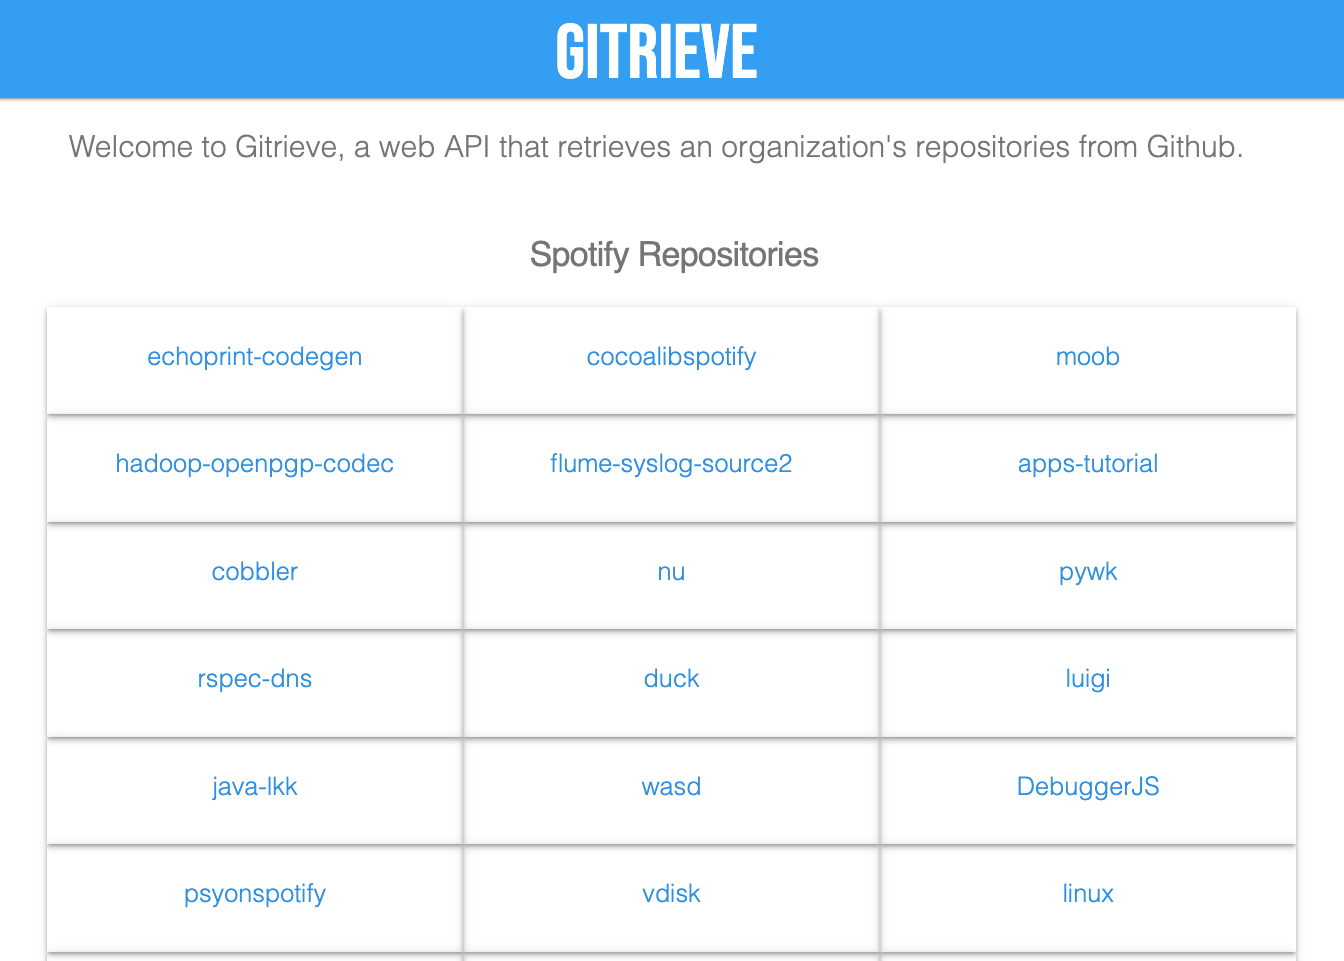 GITRIEVE
Welcome to Gitrieve, a web API that retrieves an organization's repositories from Github.
Spotify Repositories
echoprint-codegen
cocoalibspotify
moob
hadoop-openpgp-codec
flume-syslog-source2
apps-tutorial
cobbler
nu
pywk
rspec-dns
duck
luigi
java-lkk
wasd
DebuggerJS
psyonspotify
vdisk
linux